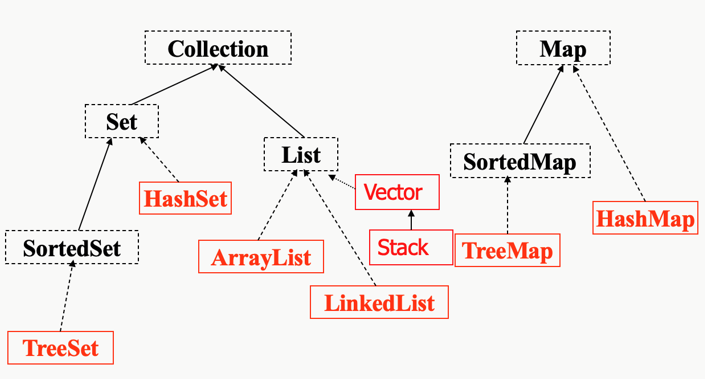 Collection
Map
Set
List
SortedMap
Vector
HashSet
HashMap
SortedSet
Stack
TreeMap
ArrayList
LinkedList
TreeSet